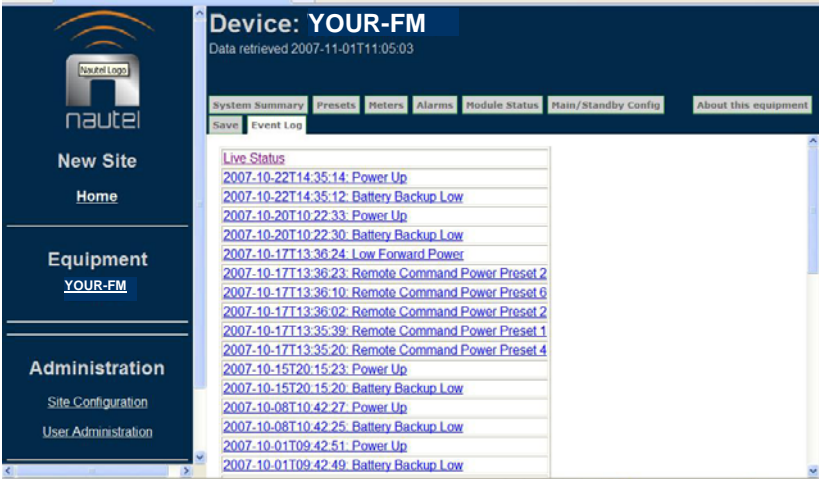 Nautel Logo
nautel
New Site
Home
Equipment
YOUR-FM
Administration
Site Configuration
User Administration
Device: YOUR-FM
Data retrieved 2007-11-01T11:05:03
System Summary Presets Meters Alarms Module Status Main/Standby Config About this equipment
Save Event Log
Live Status
2007-10-22T14:35:14: Power Up
2007-10-22T14:35:12: Battery Backup Low
2007-10-20T10:22:33: Power Up
2007-10-20T10:22:30: Battery Backup Low
2007-10-17T13:36:24: Low Forward Power
2007-10-17T13:36:23: Remote Command Power Preset 2
2007-10-17T13:36:10: Remote Command Power Preset 6
2007-10-17T13:36:02: Remote Command Power Preset 2
2007-10-17T13:35:39: Remote Command Power Preset 1
2007-10-17T13:35:20: Remote Command Power Preset 4
2007-10-15T20:15:23: Power Up
2007-10-15T20:15:20: Battery Backup Low
2007-10-08T10:42:27: Power Up
2007-10-08T10:42:25: Battery Backup Low
2007-10-01T09:42:51: Power Up
2007-10-01T09:42:49: Battery Backup Low